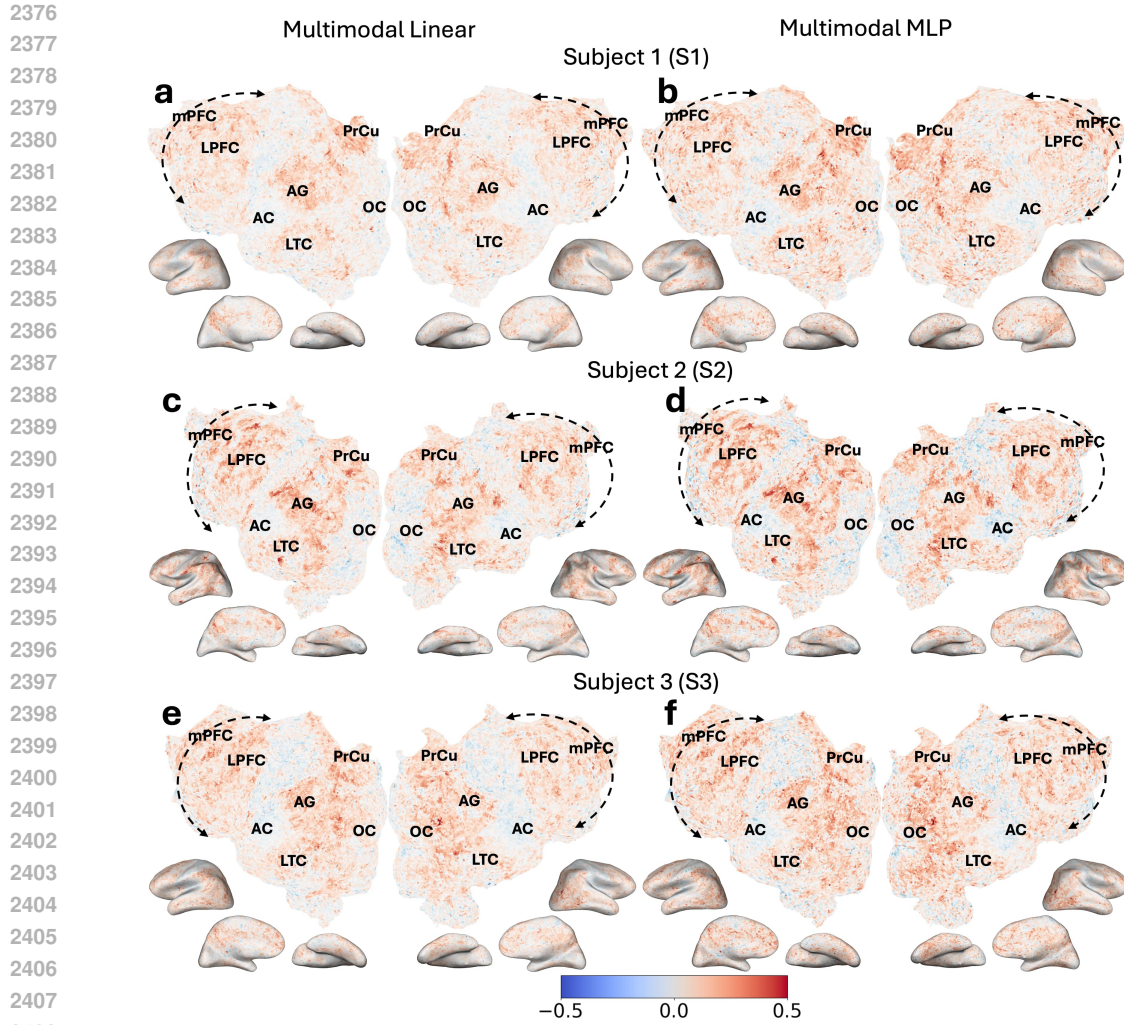 2376
2377
2378
2379
2380
2381
2382
2383
2384
2385
2386
2387
2388
2389
2390
2391
2392
2393
2394
2395
2396
2397
2398
2399
2400
2401
2402
2403
2404
2405
2406
2407
Multimodal Linear Multimodal MLP
Subject 1 (S1)
a
mPFC
LPFC
PrCu
AG
AC
OC
LTC
PrCu
mPFC
LPFC
AG
OC
AC
LTC
b
mPFC
LPFC
PrCu
AG
AC
OC
LTC
PrCu
mPFC
LPFC
AG
OC
AC
LTC
Subject 2 (S2)
c
mPFC
LPFC
PrCu
AG
AC
OC
LTC
PrCu
mPFC
LPFC
AG
OC
AC
LTC
d
mPFC
LPFC
PrCu
AG
AC
OC
LTC
PrCu
mPFC
LPFC
AG
OC
AC
LTC
Subject 3 (S3)
e
mPFC
LPFC
PrCu
AG
AC
OC
LTC
PrCu
mPFC
LPFC
AG
OC
AC
LTC
f
mPFC
LPFC
PrCu
AG
AC
OC
LTC
PrCu
mPFC
LPFC
AG
OC
AC
LTC
−0.5 0.0 0.5